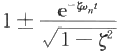 1 ± e^{-ζω_n t} / √(1 − ζ²)